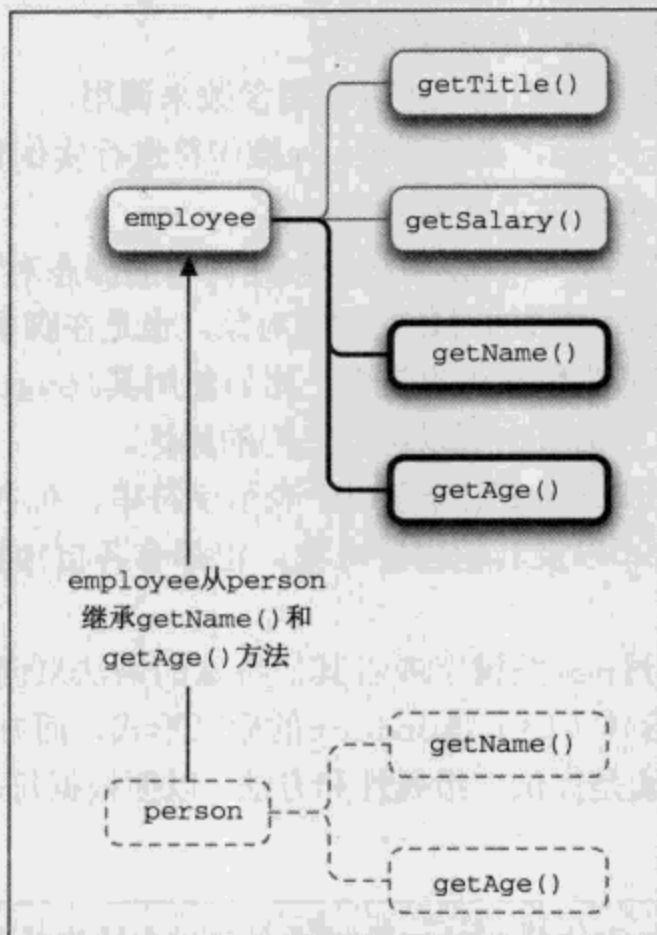 getTitle()
employee
getSalary()
getName()
getAge()
employee从person
继承getName()和
getAge()方法
getName()
person
getAge()